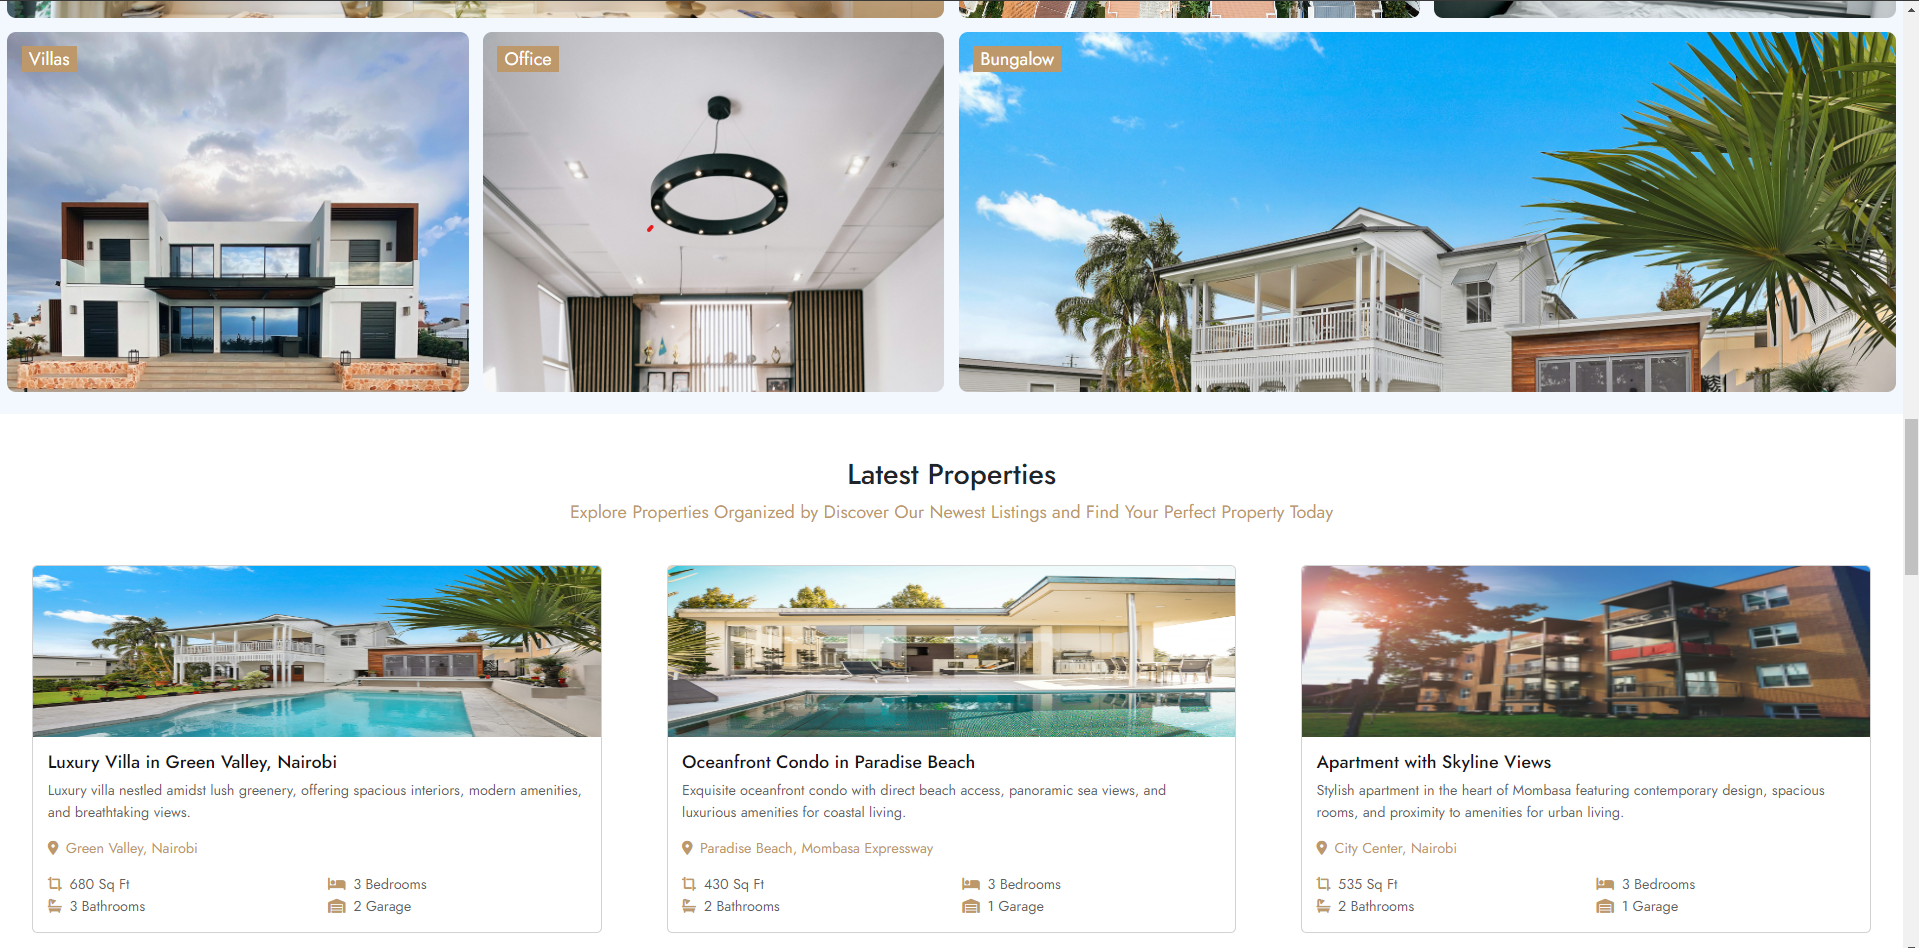 Villas
Office
Bungalow
Latest Properties
Explore Properties Organized by Discover Our Newest Listings and Find Your Perfect Property Today
Luxury Villa in Green Valley, Nairobi
Luxury villa nestled amidst lush greenery, offering spacious interiors, modern amenities,
and breathtaking views.
Green Valley, Nairobi
680 Sq Ft
3 Bedrooms
3 Bathrooms
2 Garage
Oceanfront Condo in Paradise Beach
Exquisite oceanfront condo with direct beach access, panoramic sea views, and
luxurious amenities for coastal living.
Paradise Beach, Mombasa Expressway
430 Sq Ft
3 Bedrooms
2 Bathrooms
1 Garage
Apartment with Skyline Views
Stylish apartment in the heart of Mombasa featuring contemporary design, spacious
rooms, and proximity to amenities for urban living.
City Center, Nairobi
535 Sq Ft
3 Bedrooms
2 Bathrooms
1 Garage